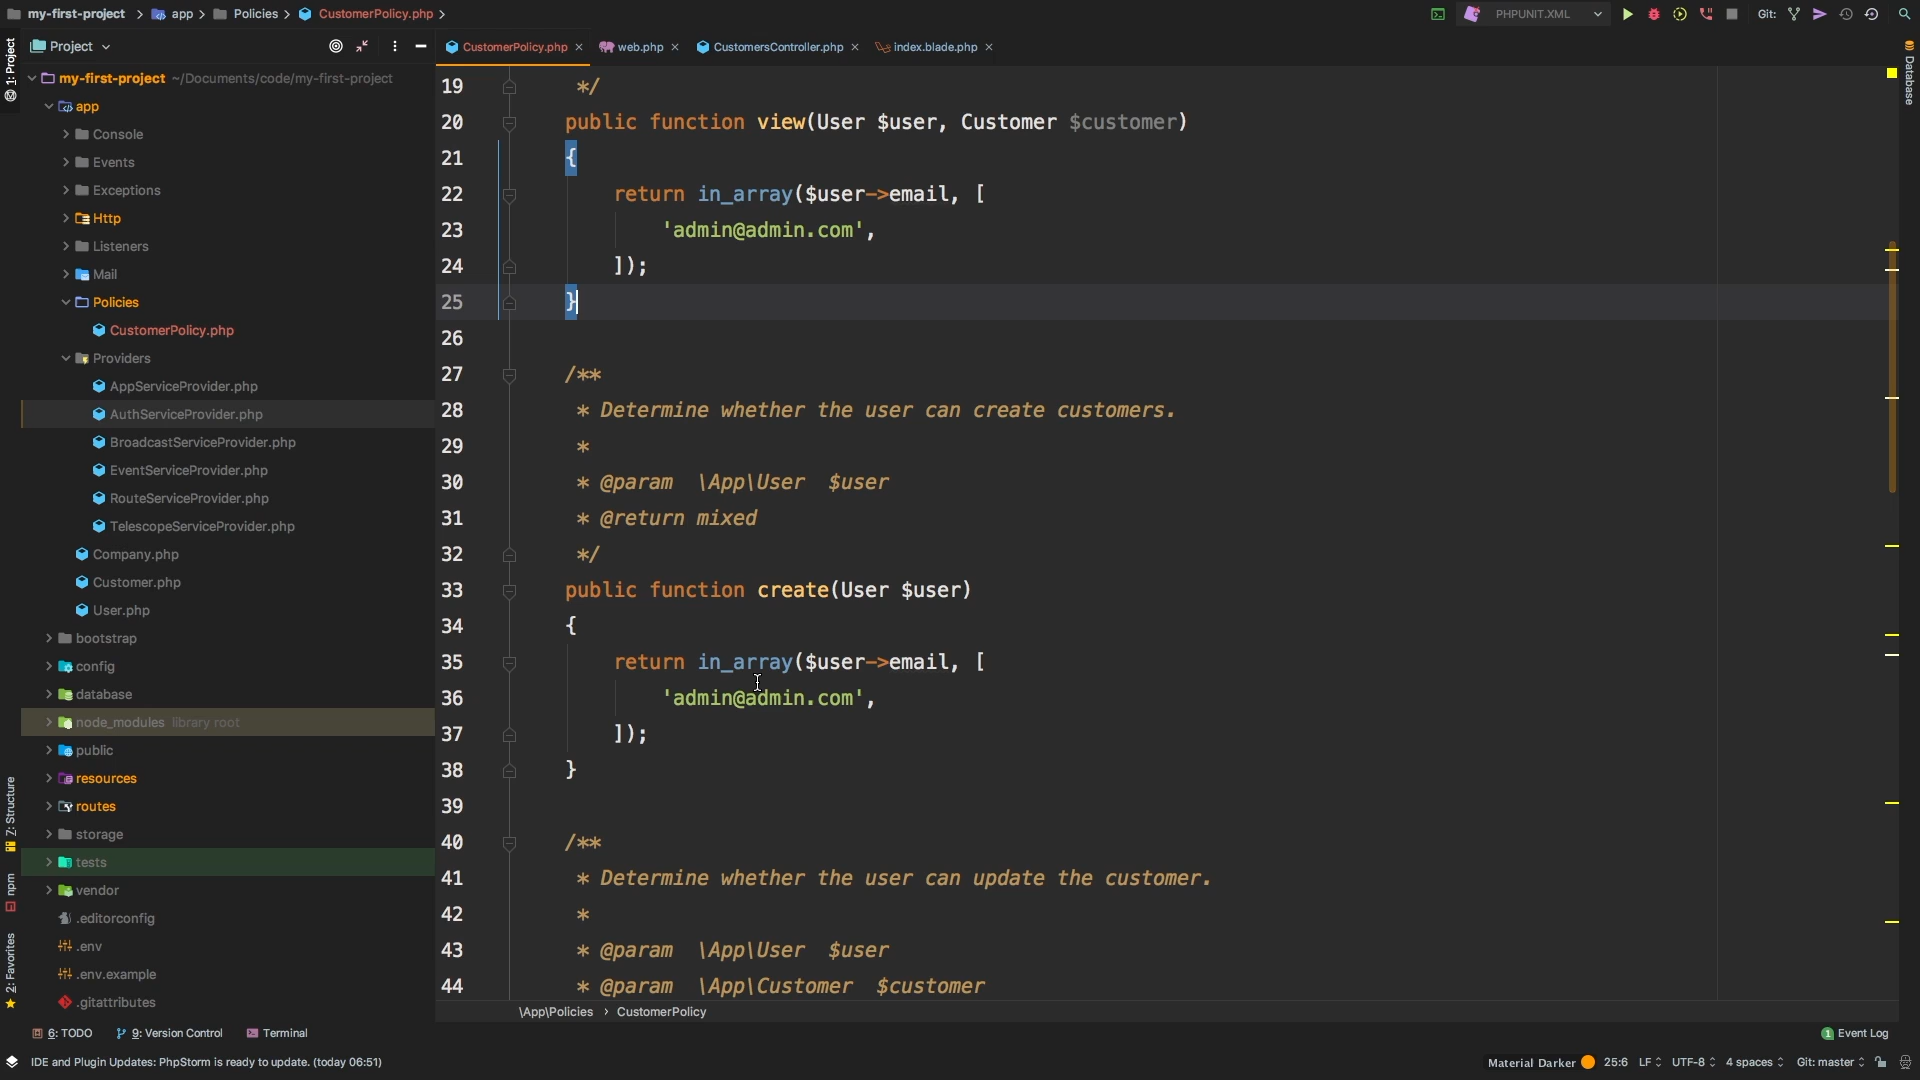 my-first-project > app > Policies > CustomerPolicy.php >
PHPUNIT.XML
Git:
Project
CustomerPolicy.php
web.php
CustomersController.php
index.blade.php
1: Project
Z: Structure
npm
2: Favorites
Database
my-first-project ~/Documents/code/my-first-project
app
Console
Events
Exceptions
Http
Listeners
Mail
Policies
CustomerPolicy.php
Providers
AppServiceProvider.php
AuthServiceProvider.php
BroadcastServiceProvider.php
EventServiceProvider.php
RouteServiceProvider.php
TelescopeServiceProvider.php
Company.php
Customer.php
User.php
bootstrap
config
database
node_modules library root
public
resources
routes
storage
tests
vendor
.editorconfig
.env
.env.example
.gitattributes
19 */
20 public function view(User $user, Customer $customer)
21 {
22 return in_array($user->email, [
23 'admin@admin.com',
24 ]);
25 }
26
27 /**
28 * Determine whether the user can create customers.
29 *
30 * @param \App\User $user
31 * @return mixed
32 */
33 public function create(User $user)
34 {
35 return in_array($user->email, [
36 'admin@admin.com',
37 ]);
38 }
39
40 /**
41 * Determine whether the user can update the customer.
42 *
43 * @param \App\User $user
44 * @param \App\Customer $customer
\App\Policies > CustomerPolicy
6: TODO
9: Version Control
Terminal
1 Event Log
IDE and Plugin Updates: PhpStorm is ready to update. (today 06:51)
Material Darker 25:6 LF UTF-8 4 spaces Git: master